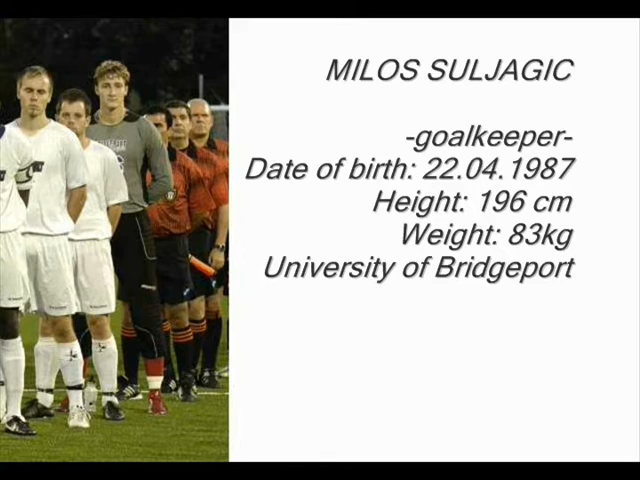 MILOS SULJAGIC
-goalkeeper-
Date of birth: 22.04.1987
Height: 196 cm
Weight: 83kg
University of Bridgeport